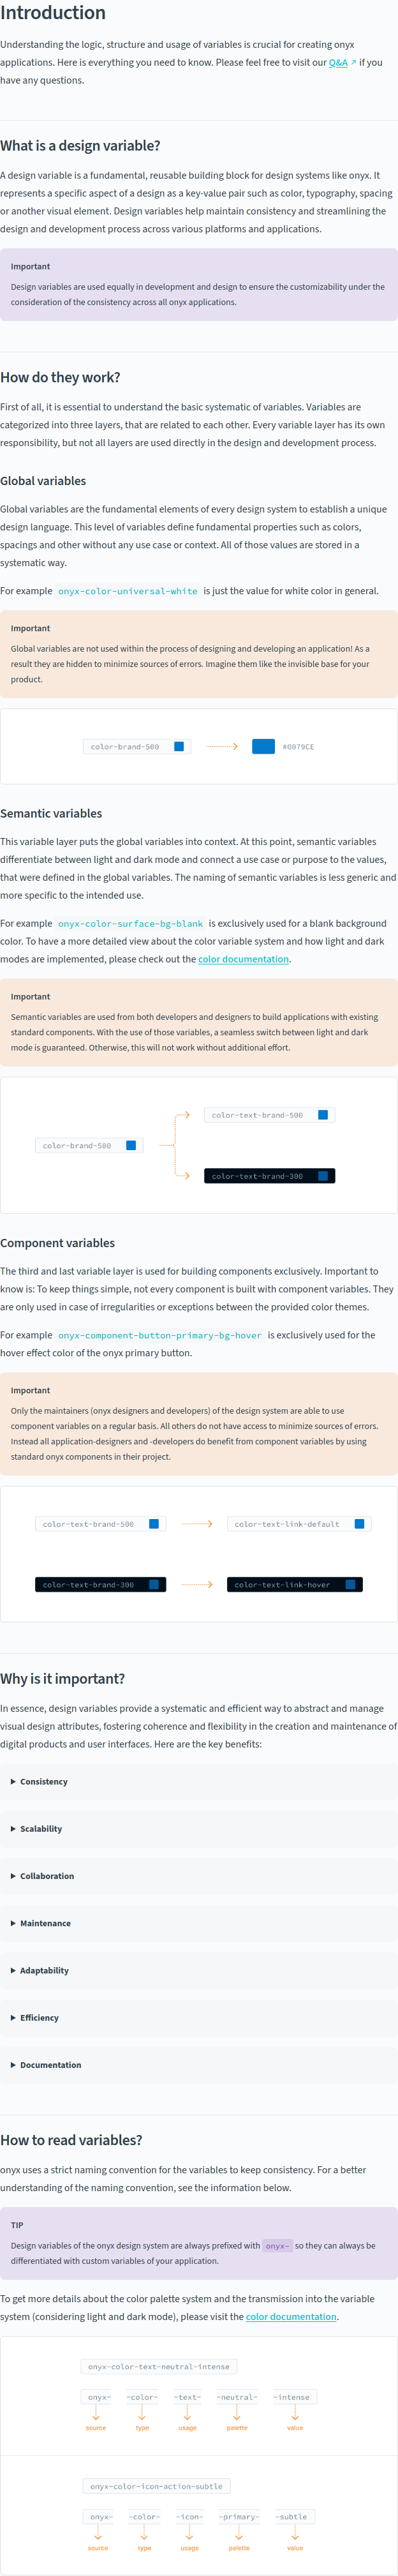 Introduction
Understanding the logic, structure and usage of variables is crucial for creating onyx
applications. Here is everything you need to know. Please feel free to visit our Q&A ↗ if you
have any questions.
What is a design variable?
A design variable is a fundamental, reusable building block for design systems like onyx. It
represents a specific aspect of a design as a key-value pair such as color, typography, spacing
or another visual element. Design variables help maintain consistency and streamlining the
design and development process across various platforms and applications.
Important
Design variables are used equally in development and design to ensure the customizability under the
consideration of the consistency across all onyx applications.
How do they work?
First of all, it is essential to understand the basic systematic of variables. Variables are
categorized into three layers, that are related to each other. Every variable layer has its own
responsibility, but not all layers are used directly in the design and development process.
Global variables
Global variables are the fundamental elements of every design system to establish a unique
design language. This level of variables define fundamental properties such as colors,
spacings and other without any use case or context. All of those values are stored in a
systematic way.
For example onyx-color-universal-white is just the value for white color in general.
Important
Global variables are not used within the process of designing and developing an application! As a
result they are hidden to minimize sources of errors. Imagine them like the invisible base for your
product.
color-brand-500 #0079CE
Semantic variables
This variable layer puts the global variables into context. At this point, semantic variables
differentiate between light and dark mode and connect a use case or purpose to the values,
that were defined in the global variables. The naming of semantic variables is less generic and
more specific to the intended use.
For example onyx-color-surface-bg-blank is exclusively used for a blank background
color. To have a more detailed view about the color variable system and how light and dark
modes are implemented, please check out the color documentation.
Important
Semantic variables are used from both developers and designers to build applications with existing
standard components. With the use of those variables, a seamless switch between light and dark
mode is guaranteed. Otherwise, this will not work without additional effort.
color-text-brand-500
color-brand-500
color-text-brand-300
Component variables
The third and last variable layer is used for building components exclusively. Important to
know is: To keep things simple, not every component is built with component variables. They
are only used in case of irregularities or exceptions between the provided color themes.
For example onyx-component-button-primary-bg-hover is exclusively used for the
hover effect color of the onyx primary button.
Important
Only the maintainers (onyx designers and developers) of the design system are able to use
component variables on a regular basis. All others do not have access to minimize sources of errors.
Instead all application-designers and -developers do benefit from component variables by using
standard onyx components in their project.
color-text-brand-500 color-text-link-default
color-text-brand-300 color-text-link-hover
Why is it important?
In essence, design variables provide a systematic and efficient way to abstract and manage
visual design attributes, fostering coherence and flexibility in the creation and maintenance of
digital products and user interfaces. Here are the key benefits:
Consistency
Scalability
Collaboration
Maintenance
Adaptability
Efficiency
Documentation
How to read variables?
onyx uses a strict naming convention for the variables to keep consistency. For a better
understanding of the naming convention, see the information below.
TIP
Design variables of the onyx design system are always prefixed with onyx- so they can always be
differentiated with custom variables of your application.
To get more details about the color palette system and the transmission into the variable
system (considering light and dark mode), please visit the color documentation.
onyx-color-text-neutral-intense
onyx- -color- -text- -neutral- -intense
source type usage palette value
onyx-color-icon-action-subtle
onyx- -color- -icon- -primary- -subtle
source type usage palette value